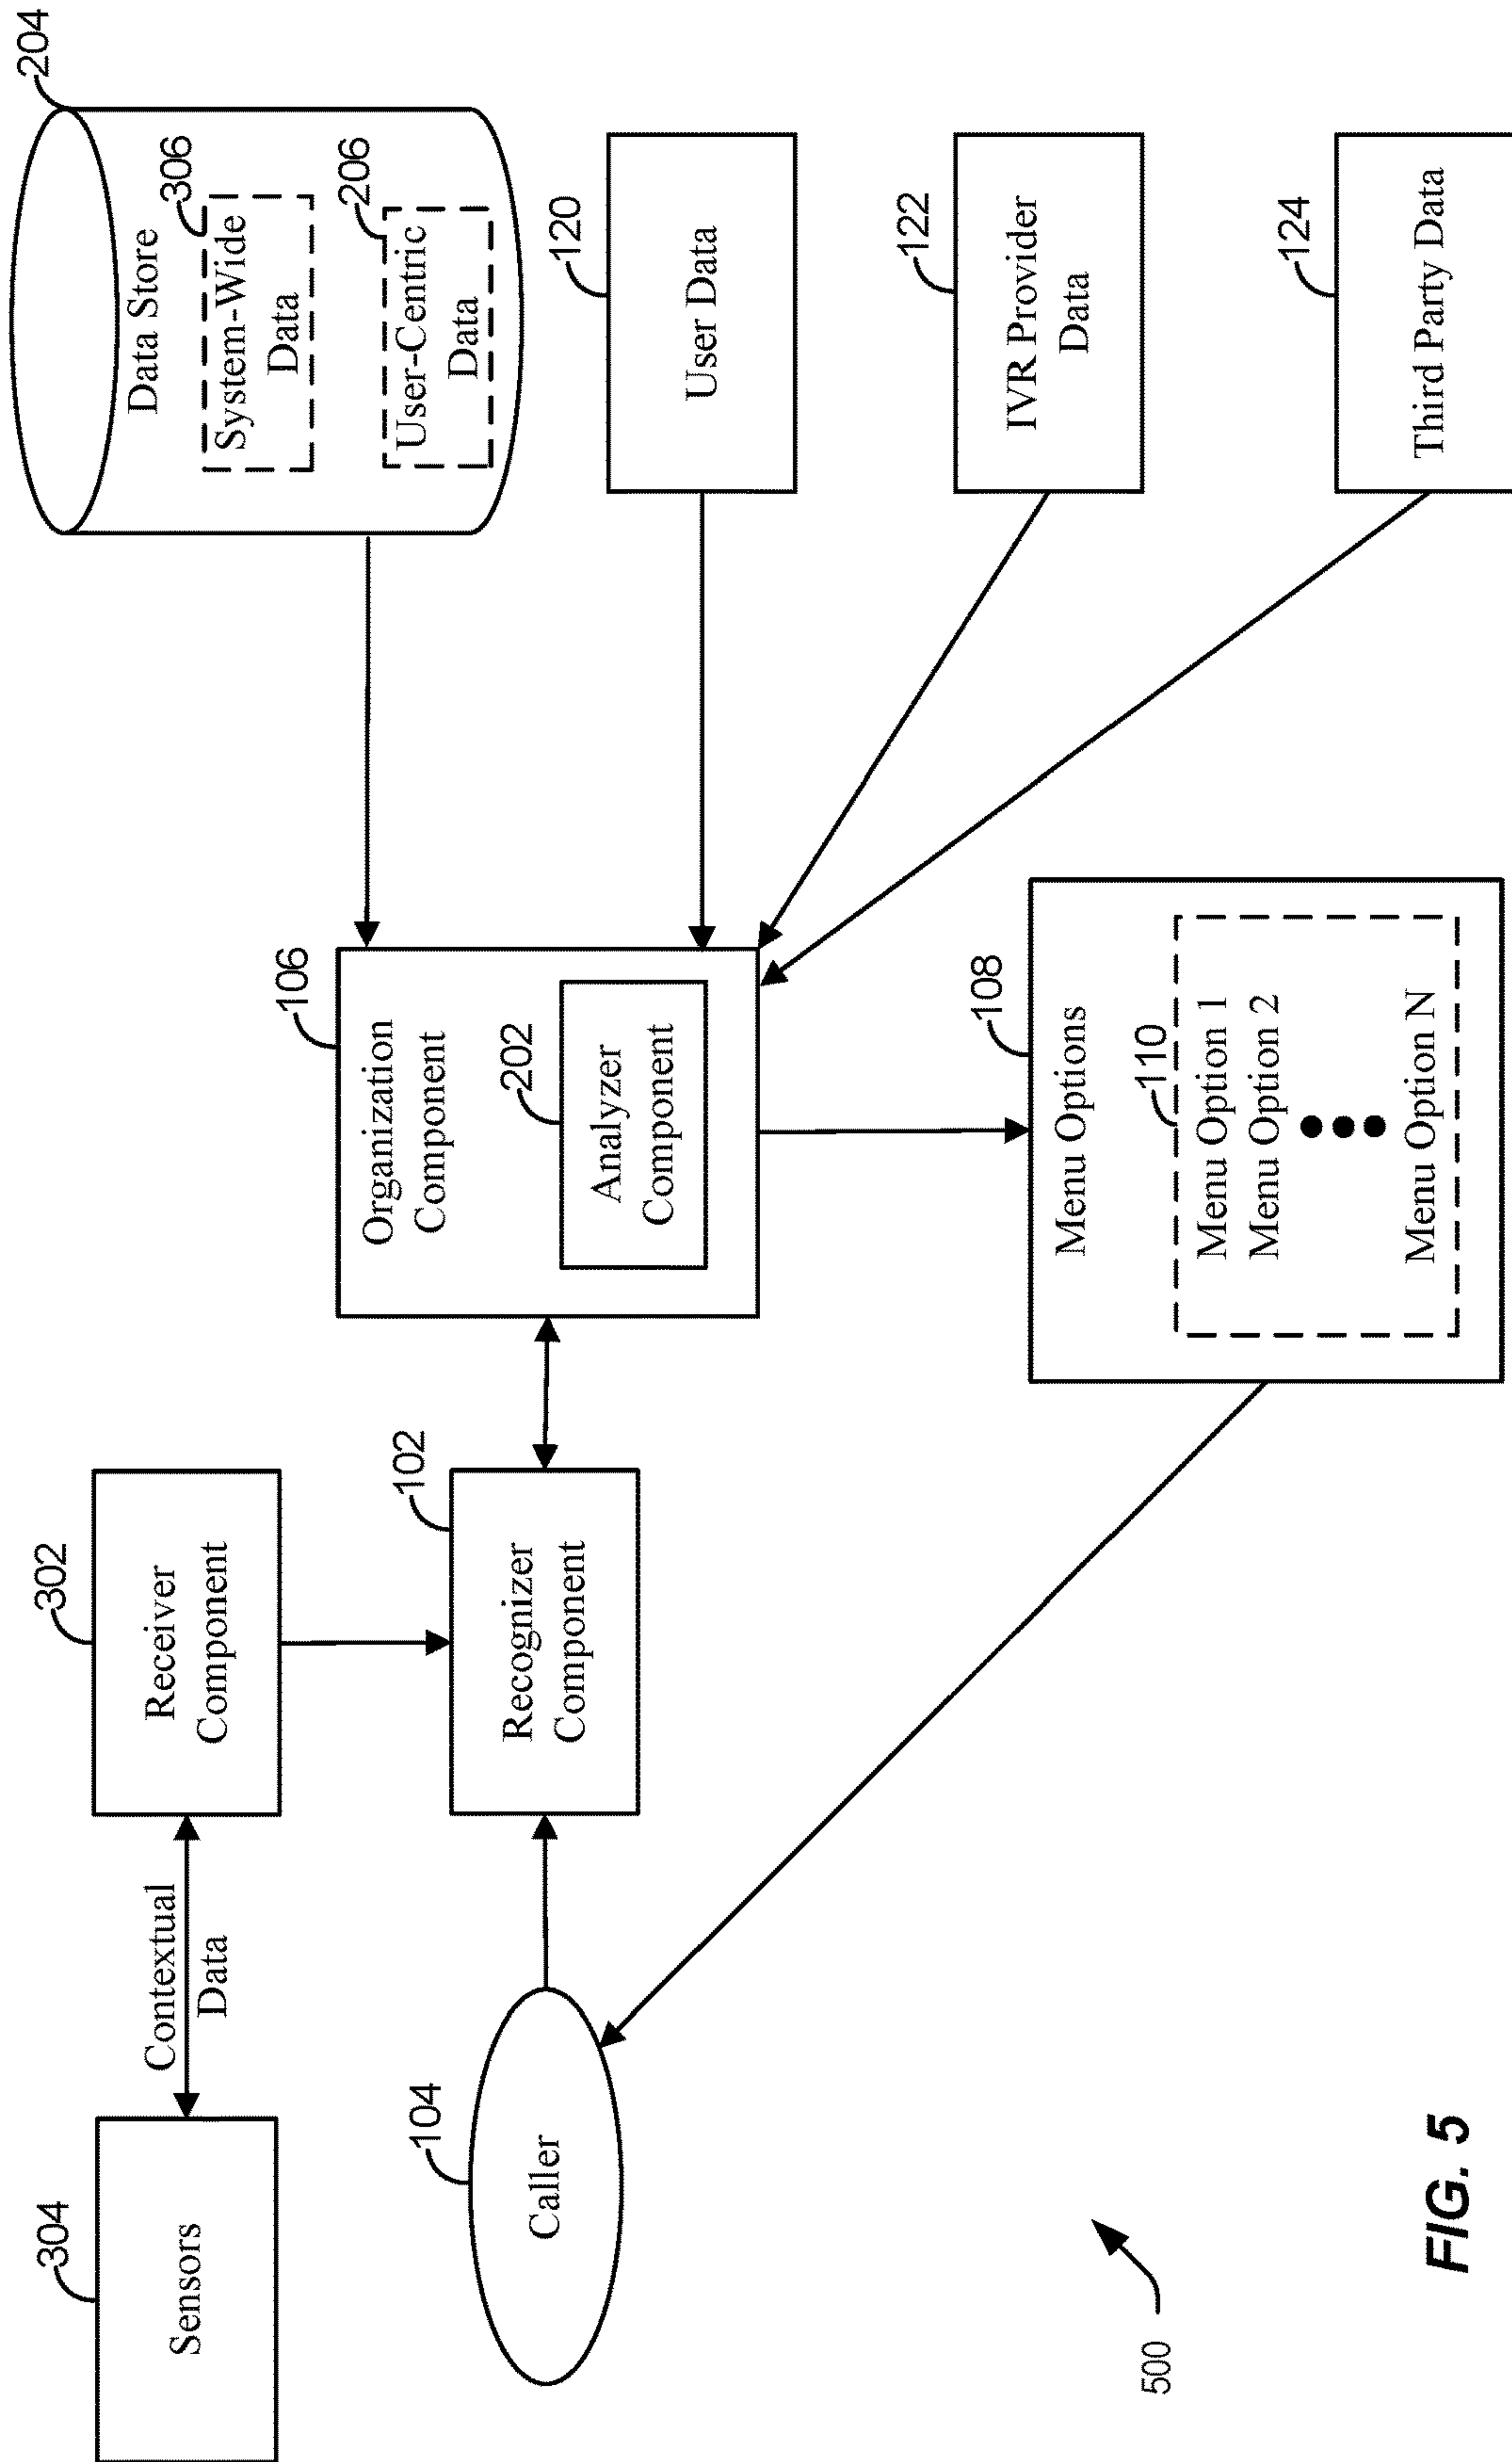 304
Sensors
Contextual
Data
302
Receiver
Component
104
Caller
102
Recognizer
Component
106
Organization
Component
202
Analyzer
Component
204
Data Store
306
System-Wide
Data
206
User-Centric
Data
120
User Data
122
IVR Provider
Data
124
Third Party Data
108
Menu Options
110
Menu Option 1
Menu Option 2
Menu Option N
500
FIG. 5